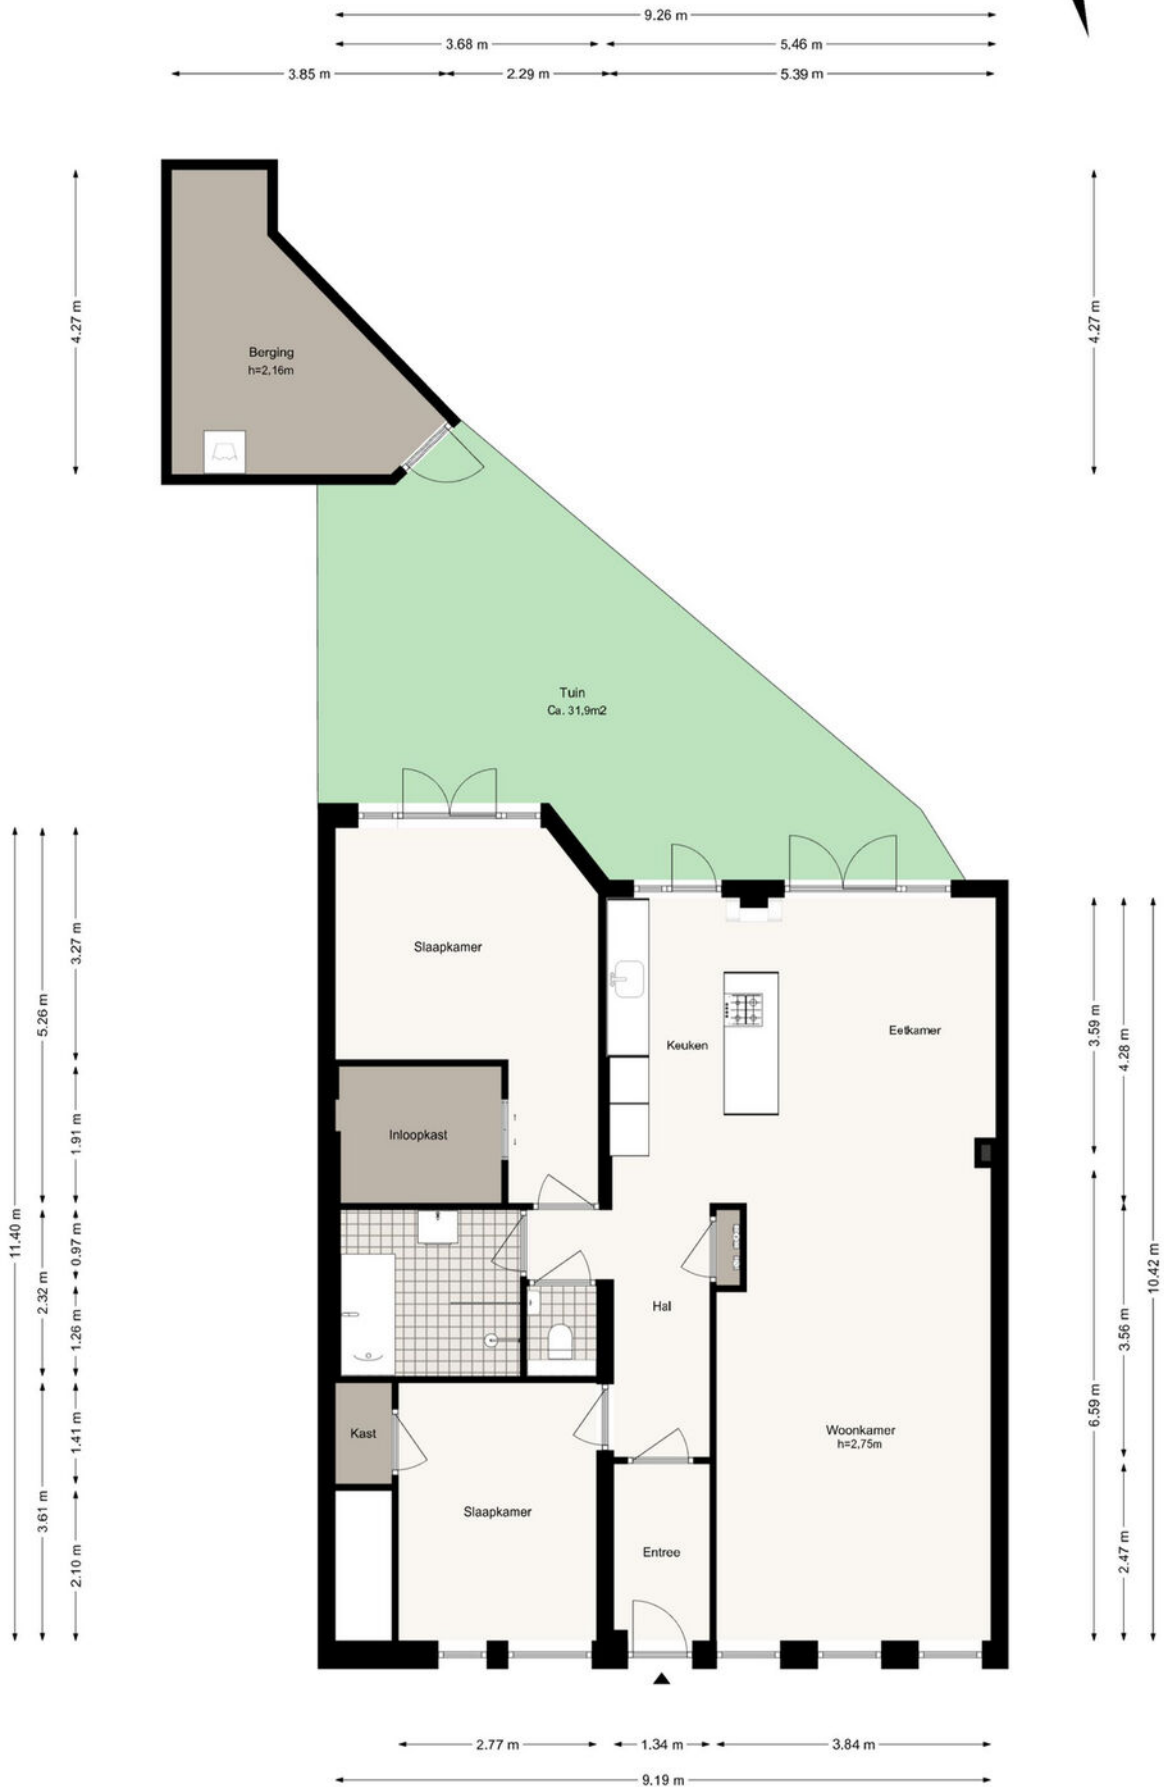 9.26 m
3.68 m
5.46 m
3.85 m
2.29 m
5.39 m
4.27 m
4.27 m
Berging
h=2,16m
Tuin
Ca. 31,9m2
Slaapkamer
Keuken
Eetkamer
Inloopkast
Hal
Kast
Woonkamer
h=2,75m
Slaapkamer
Entree
11.40 m
5.26 m
2.32 m
3.61 m
3.27 m
1.91 m
0.97 m
1.26 m
1.41 m
2.10 m
3.59 m
6.59 m
4.28 m
3.56 m
2.47 m
10.42 m
2.77 m
1.34 m
3.84 m
9.19 m